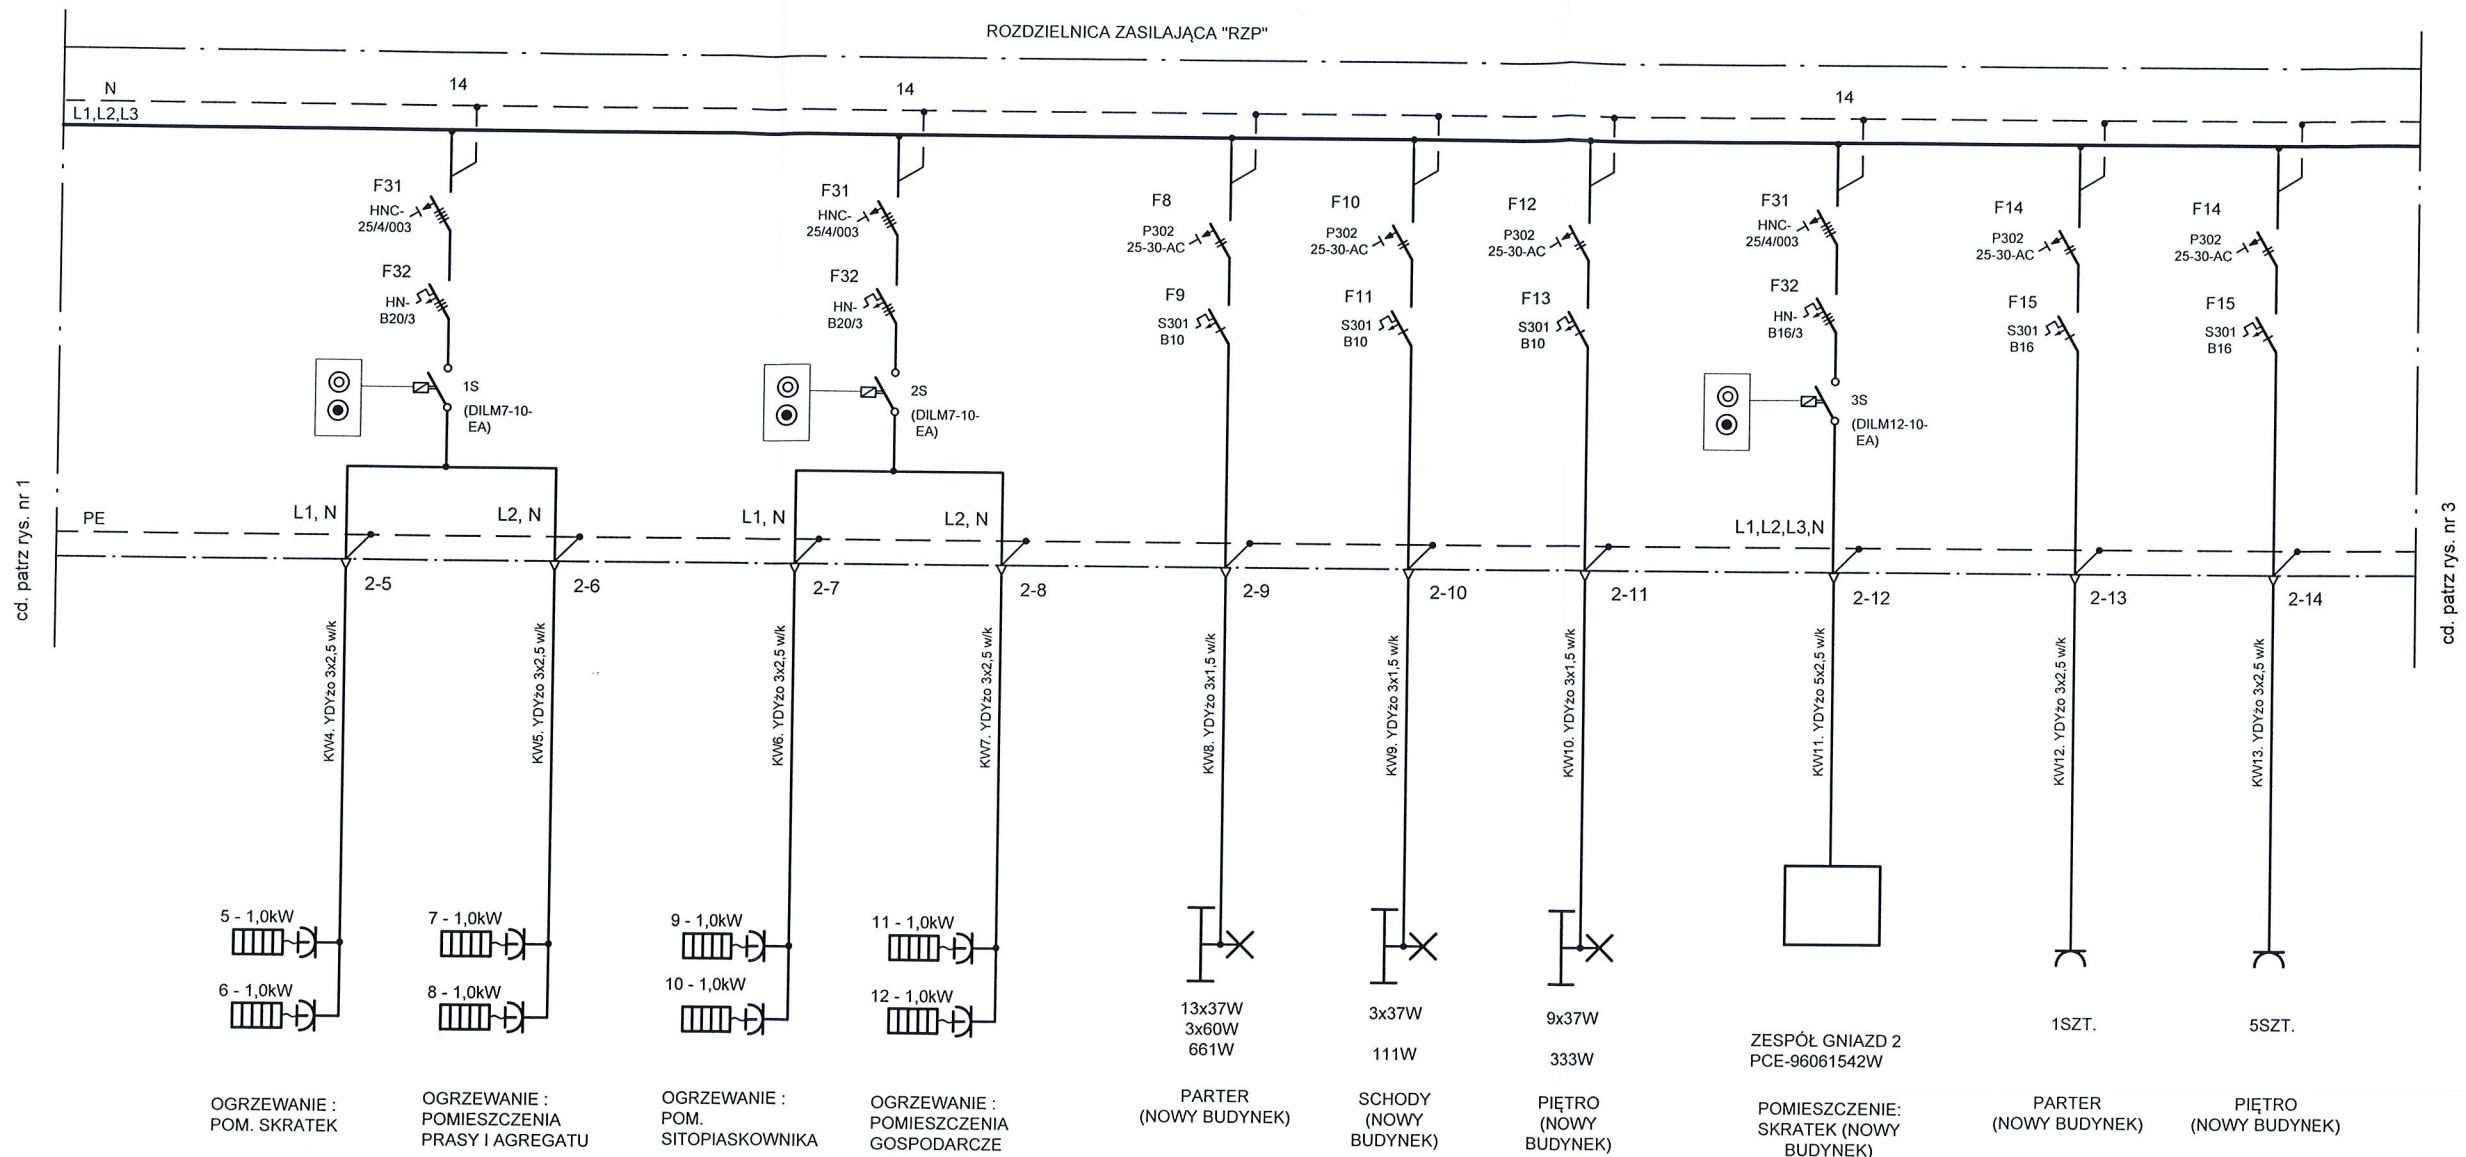 ROZDZIELNICA ZASILAJĄCA "RZP"
N
L1,L2,L3
14
14
14
F31
HNC-
25/4/003
F32
HN-
B20/3
1S
(DILM7-10-
EA)
F31
HNC-
25/4/003
F32
HN-
B20/3
2S
(DILM7-10-
EA)
F8
P302
25-30-AC
F9
S301
B10
F10
P302
25-30-AC
F11
S301
B10
F12
P302
25-30-AC
F13
S301
B10
F31
HNC-
25/4/003
F32
HN-
B16/3
3S
(DILM12-10-
EA)
F14
P302
25-30-AC
F15
S301
B16
F14
P302
25-30-AC
F15
S301
B16
cd. patrz rys. nr 1
PE
L1, N
L2, N
L1, N
L2, N
L1,L2,L3,N
cd. patrz rys. nr 3
2-5
2-6
2-7
2-8
2-9
2-10
2-11
2-12
2-13
2-14
KW4. YDYżo 3x2,5 w/k
KW5. YDYżo 3x2,5 w/k
KW6. YDYżo 3x2,5 w/k
KW7. YDYżo 3x2,5 w/k
KW8. YDYżo 3x1,5 w/k
KW9. YDYżo 3x1,5 w/k
KW10. YDYżo 3x1,5 w/k
KW11. YDYżo 5x2,5 w/k
KW12. YDYżo 3x2,5 w/k
KW13. YDYżo 3x2,5 w/k
5 - 1,0kW
6 - 1,0kW
7 - 1,0kW
8 - 1,0kW
9 - 1,0kW
10 - 1,0kW
11 - 1,0kW
12 - 1,0kW
13x37W
3x60W
661W
3x37W
111W
9x37W
333W
ZESPÓŁ GNIAZD 2
PCE-96061542W
1SZT.
5SZT.
OGRZEWANIE :
POM. SKRATEK
OGRZEWANIE :
POMIESZCZENIA
PRASY I AGREGATU
OGRZEWANIE :
POM.
SITOPIASKOWNIKA
OGRZEWANIE :
POMIESZCZENIA
GOSPODARCZE
PARTER
(NOWY BUDYNEK)
SCHODY
(NOWY
BUDYNEK)
PIĘTRO
(NOWY
BUDYNEK)
POMIESZCZENIE:
SKRATEK (NOWY
BUDYNEK)
PARTER
(NOWY BUDYNEK)
PIĘTRO
(NOWY BUDYNEK)